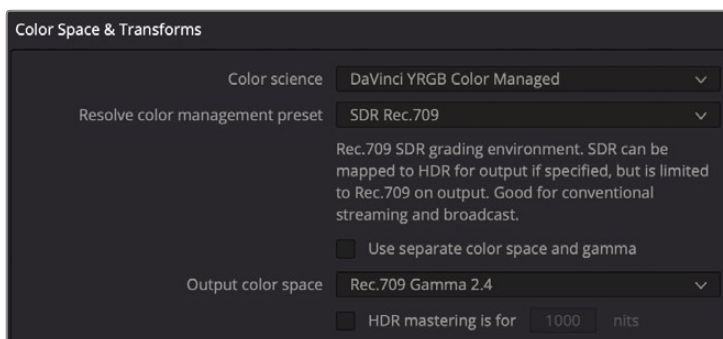 Color Space & Transforms
Color science DaVinci YRGB Color Managed
Resolve color management preset SDR Rec.709
Rec.709 SDR grading environment. SDR can be
mapped to HDR for output if specified, but is limited
to Rec.709 on output. Good for conventional
streaming and broadcast.
Use separate color space and gamma
Output color space Rec.709 Gamma 2.4
HDR mastering is for 1000 nits